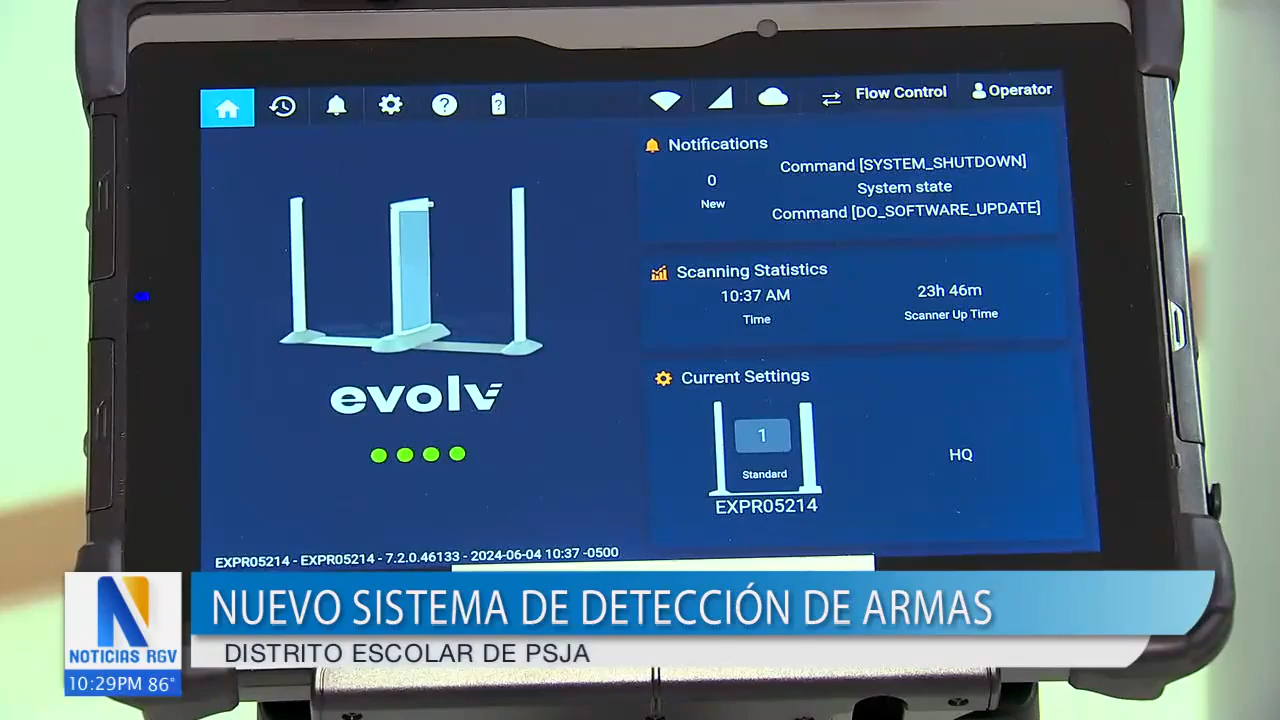 Flow Control
Operator
Notifications
0
New
Command [SYSTEM_SHUTDOWN]
System state
Command [DO_SOFTWARE_UPDATE]
Scanning Statistics
10:37 AM
Time
23h 46m
Scanner Up Time
evolv
Current Settings
1
Standard
EXPR05214
HQ
EXPR05214 - EXPR05214 - 7.2.0.46133 - 2024-06-04 10:37 -0500
NUEVO SISTEMA DE DETECCIÓN DE ARMAS
DISTRITO ESCOLAR DE PSJA
N
NOTICIAS RGV
10:29PM 86°